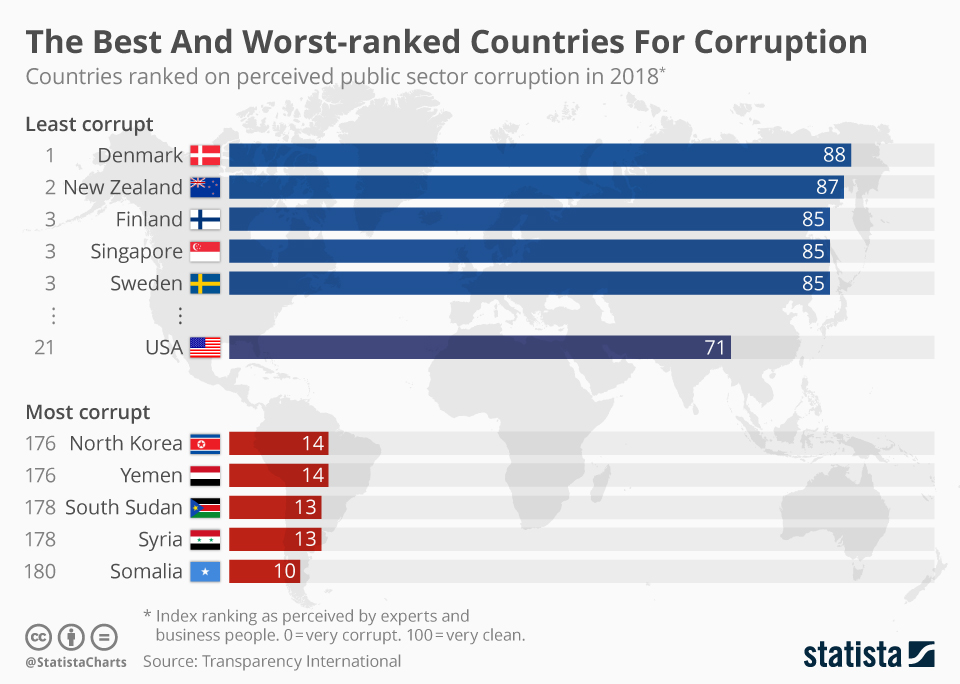 The Best And Worst-ranked Countries For Corruption
Countries ranked on perceived public sector corruption in 2018*
Least corrupt
1 Denmark 88
2 New Zealand 87
3 Finland 85
3 Singapore 85
3 Sweden 85
⋮ ⋮
21 USA 71
Most corrupt
176 North Korea 14
176 Yemen 14
178 South Sudan 13
178 Syria 13
180 Somalia 10
* Index ranking as perceived by experts and
business people. 0=very corrupt. 100=very clean.
cc
@StatistaCharts Source: Transparency International
statista